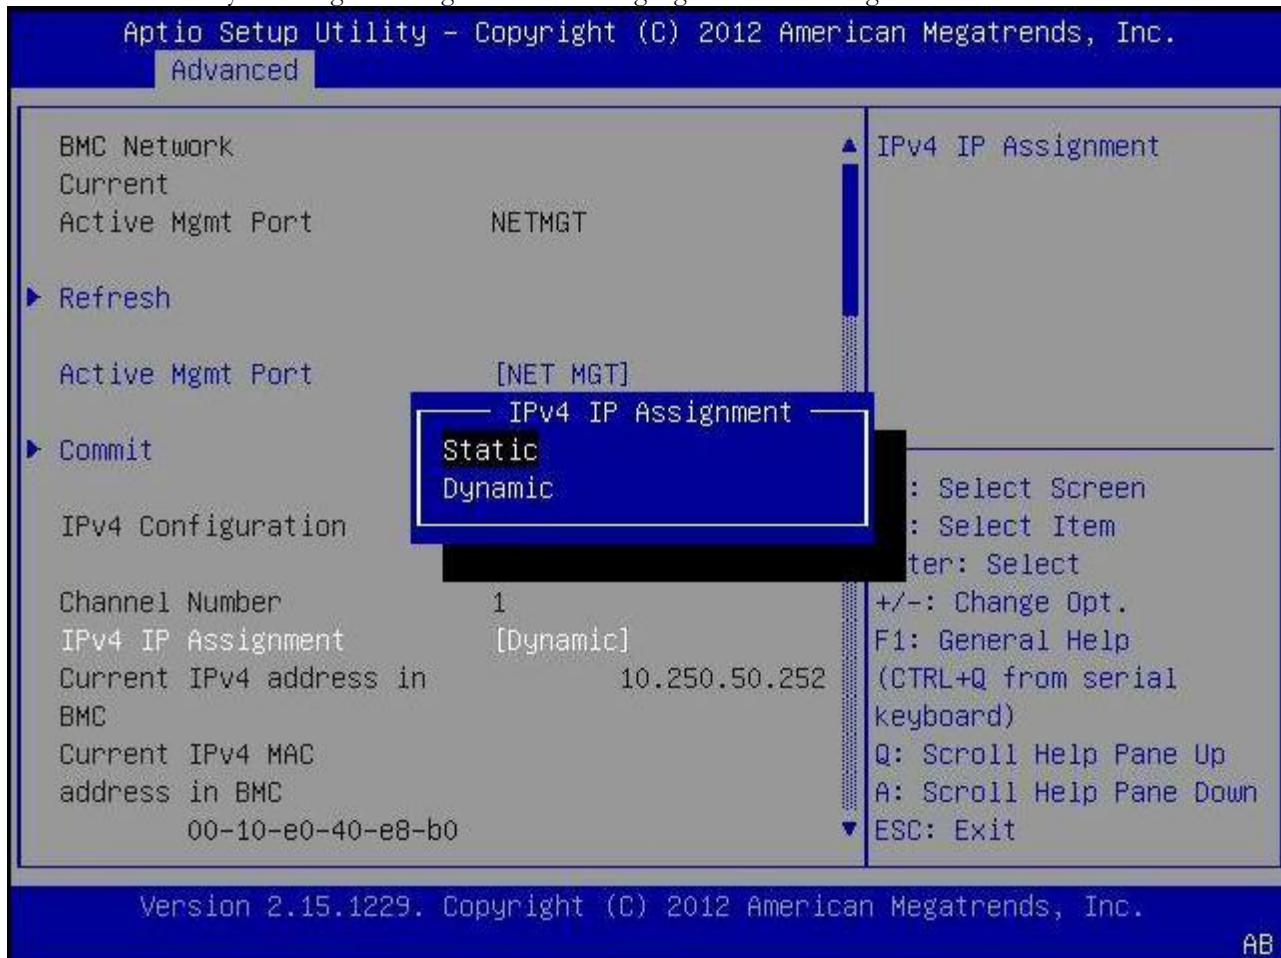 Aptio Setup Utility – Copyright (C) 2012 American Megatrends, Inc.
Advanced
BMC Network
Current
Active Mgmt Port NETMGT
Refresh
Active Mgmt Port [NET MGT]
Commit
IPv4 Configuration
Channel Number 1
IPv4 IP Assignment [Dynamic]
Current IPv4 address in 10.250.50.252
BMC
Current IPv4 MAC
address in BMC
00-10-e0-40-e8-b0
IPv4 IP Assignment
Static
Dynamic
IPv4 IP Assignment
: Select Screen
: Select Item
ter: Select
+/-: Change Opt.
F1: General Help
(CTRL+Q from serial
keyboard)
Q: Scroll Help Pane Up
A: Scroll Help Pane Down
ESC: Exit
Version 2.15.1229. Copyright (C) 2012 American Megatrends, Inc.
AB